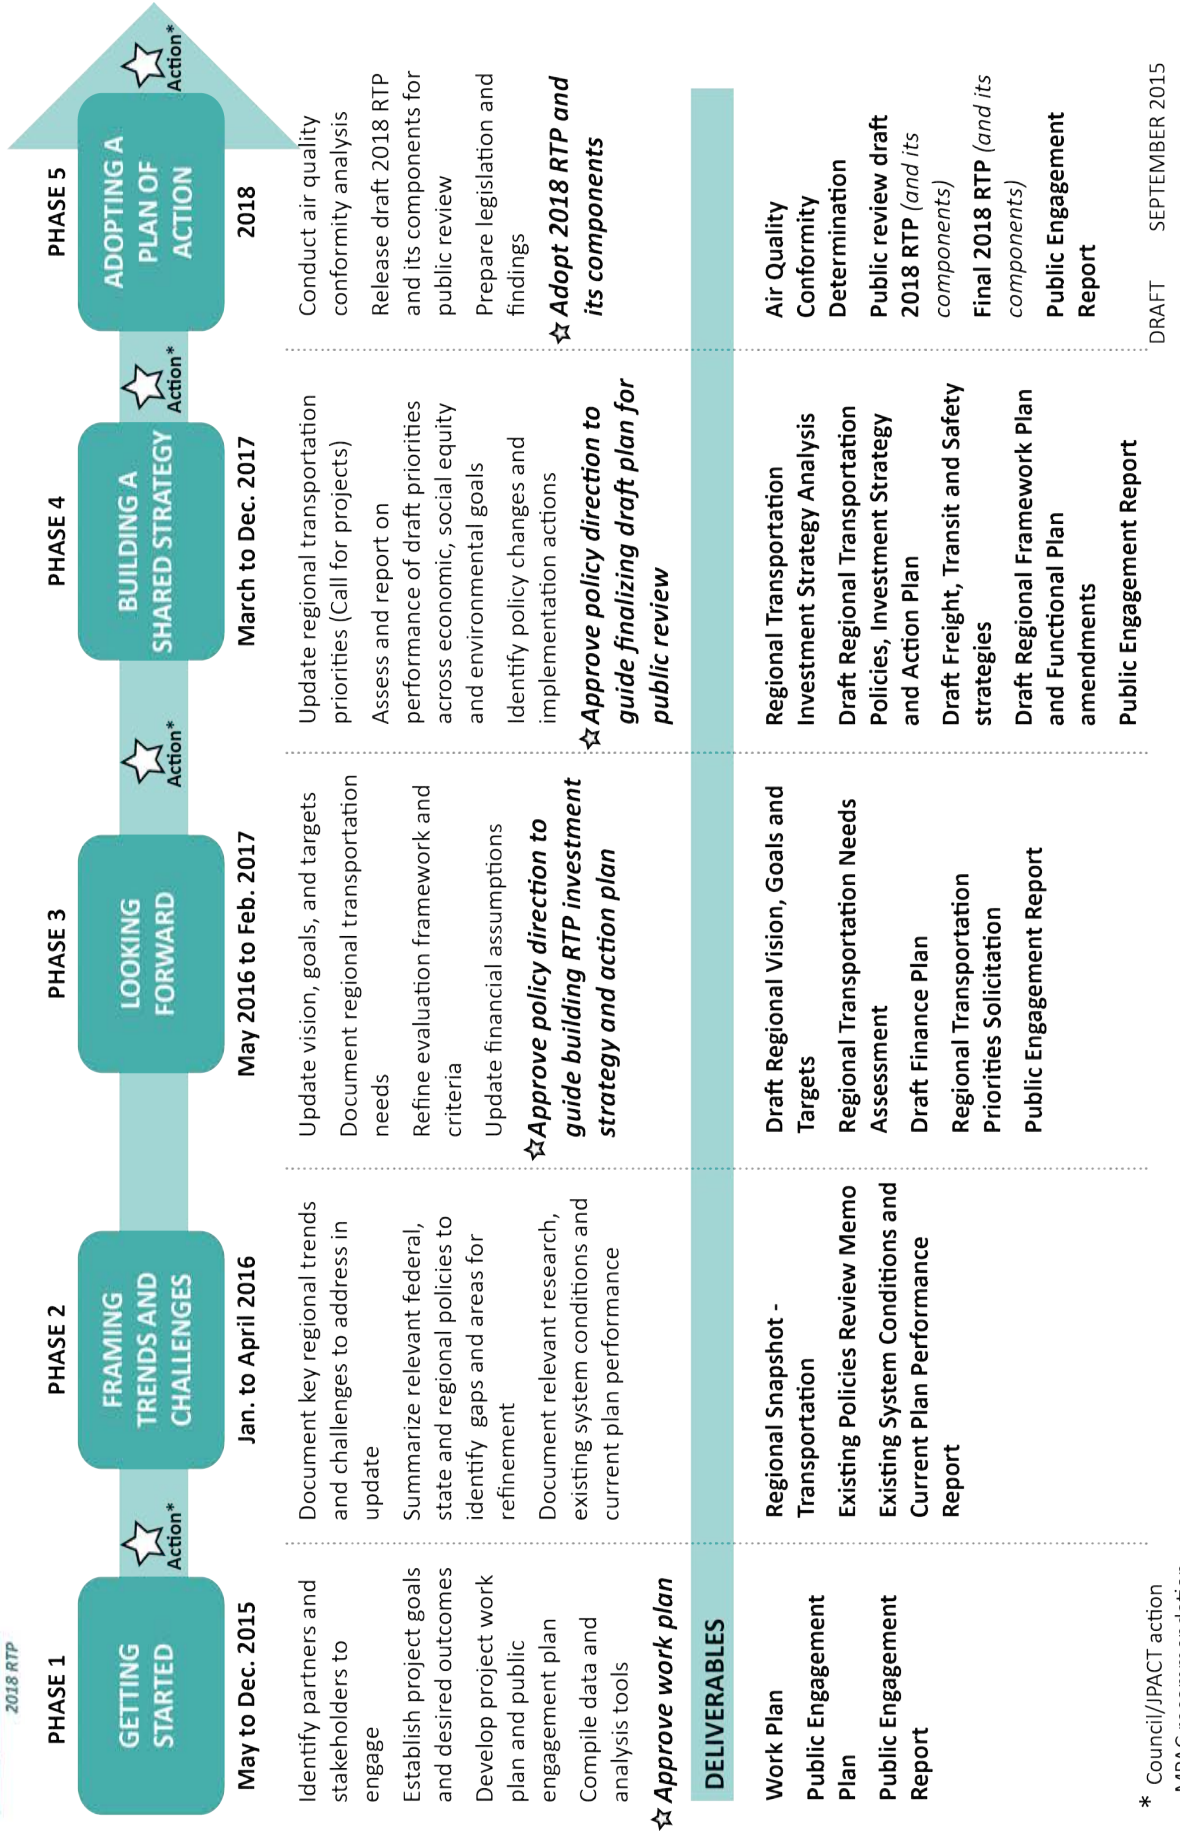 2018 RTP
PHASE 1
GETTING
STARTED
Action*
May to Dec. 2015
Identify partners and
stakeholders to
engage
Establish project goals
and desired outcomes
Develop project work
plan and public
engagement plan
Compile data and
analysis tools
☆ Approve work plan
PHASE 2
FRAMING
TRENDS AND
CHALLENGES
Jan. to April 2016
Document key regional trends
and challenges to address in
update
Summarize relevant federal,
state and regional policies to
identify gaps and areas for
refinement
Document relevant research,
existing system conditions and
current plan performance
PHASE 3
LOOKING
FORWARD
Action*
May 2016 to Feb. 2017
Update vision, goals, and targets
Document regional transportation
needs
Refine evaluation framework and
criteria
Update financial assumptions
☆Approve policy direction to
guide building RTP investment
strategy and action plan
PHASE 4
BUILDING A
SHARED STRATEGY
Action*
March to Dec. 2017
Update regional transportation
priorities (Call for projects)
Assess and report on
performance of draft priorities
across economic, social equity
and environmental goals
Identify policy changes and
implementation actions
☆ Approve policy direction to
guide finalizing draft plan for
public review
PHASE 5
ADOPTING A
PLAN OF
ACTION
Action*
2018
Conduct air quality
conformity analysis
Release draft 2018 RTP
and its components for
public review
Prepare legislation and
findings
☆ Adopt 2018 RTP and
its components
DELIVERABLES
Work Plan
Public Engagement
Plan
Public Engagement
Report
Regional Snapshot -
Transportation
Existing Policies Review Memo
Existing System Conditions and
Current Plan Performance
Report
Draft Regional Vision, Goals and
Targets
Regional Transportation Needs
Assessment
Draft Finance Plan
Regional Transportation
Priorities Solicitation
Public Engagement Report
Regional Transportation
Investment Strategy Analysis
Draft Regional Transportation
Policies, Investment Strategy
and Action Plan
Draft Freight, Transit and Safety
strategies
Draft Regional Framework Plan
and Functional Plan
amendments
Public Engagement Report
Air Quality
Conformity
Determination
Public review draft
2018 RTP (and its
components)
Final 2018 RTP (and its
components)
Public Engagement
Report
* Council/JPACT action
DRAFT SEPTEMBER 2015